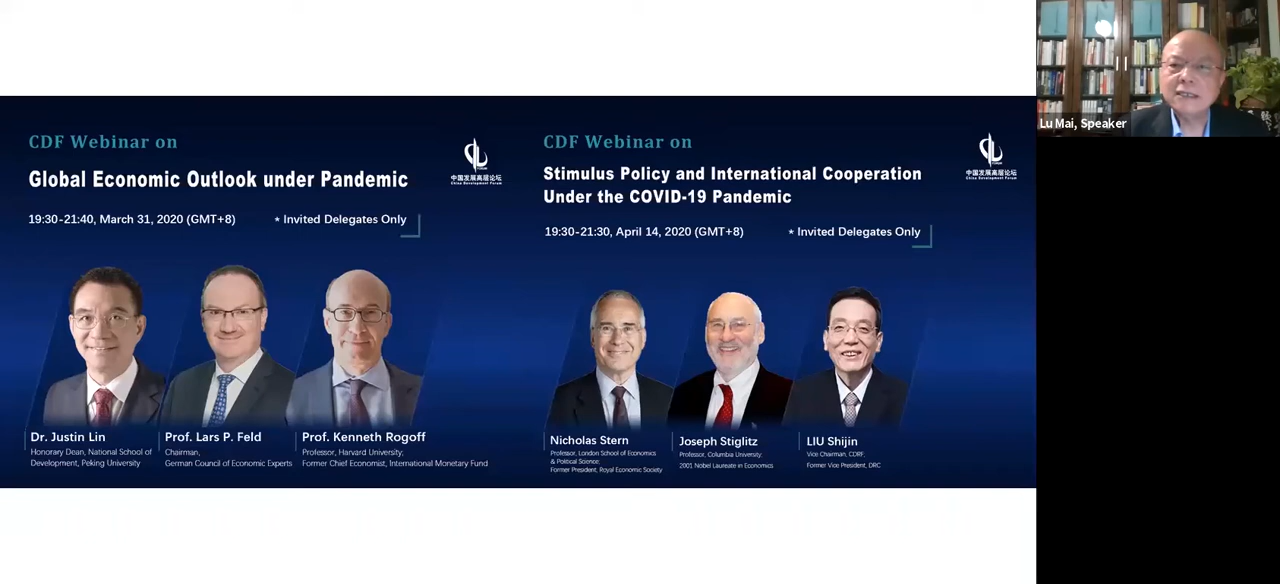 CDF Webinar on
Global Economic Outlook under Pandemic
19:30-21:40, March 31, 2020 (GMT+8)
* Invited Delegates Only
中国发展高层论坛
China Development Forum
Dr. Justin Lin
Honorary Dean, National School of
Development, Peking University
Prof. Lars P. Feld
Chairman,
German Council of Economic Experts
Prof. Kenneth Rogoff
Professor, Harvard University;
Former Chief Economist, International Monetary Fund
CDF Webinar on
Stimulus Policy and International Cooperation
Under the COVID-19 Pandemic
19:30-21:30, April 14, 2020 (GMT+8)
* Invited Delegates Only
中国发展高层论坛
China Development Forum
Nicholas Stern
Professor, London School of Economics
& Political Science;
Former President, Royal Economic Society
Joseph Stiglitz
Professor, Columbia University;
2001 Nobel Laureate in Economics
LIU Shijin
Vice Chairman, CDRF;
Former Vice President, DRC
Lu Mai, Speaker